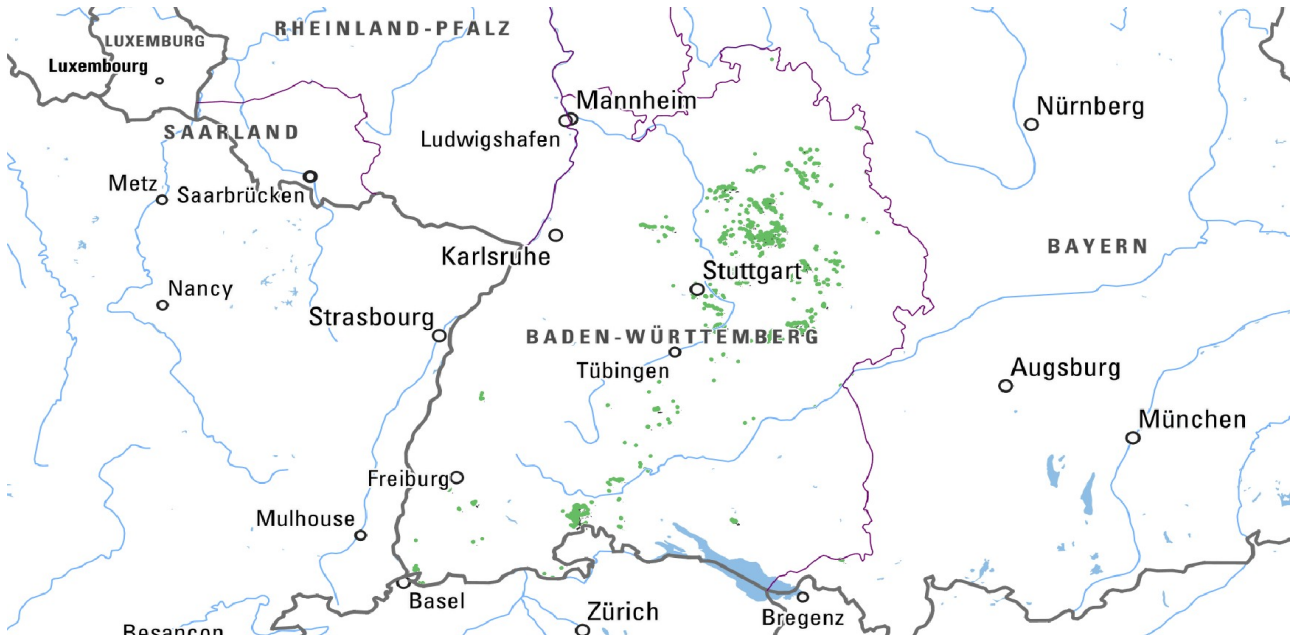 RHEINLAND-PFALZ
LUXEMBURG
Luxembourg
Mannheim
Nürnberg
SAARLAND
Ludwigshafen
Metz
Saarbrücken
Karlsruhe
BAYERN
Stuttgart
Nancy
Strasbourg
BADEN-WÜRTTEMBERG
Tübingen
Augsburg
München
Freiburg
Mulhouse
Basel
Zürich
Bregenz
Besançon